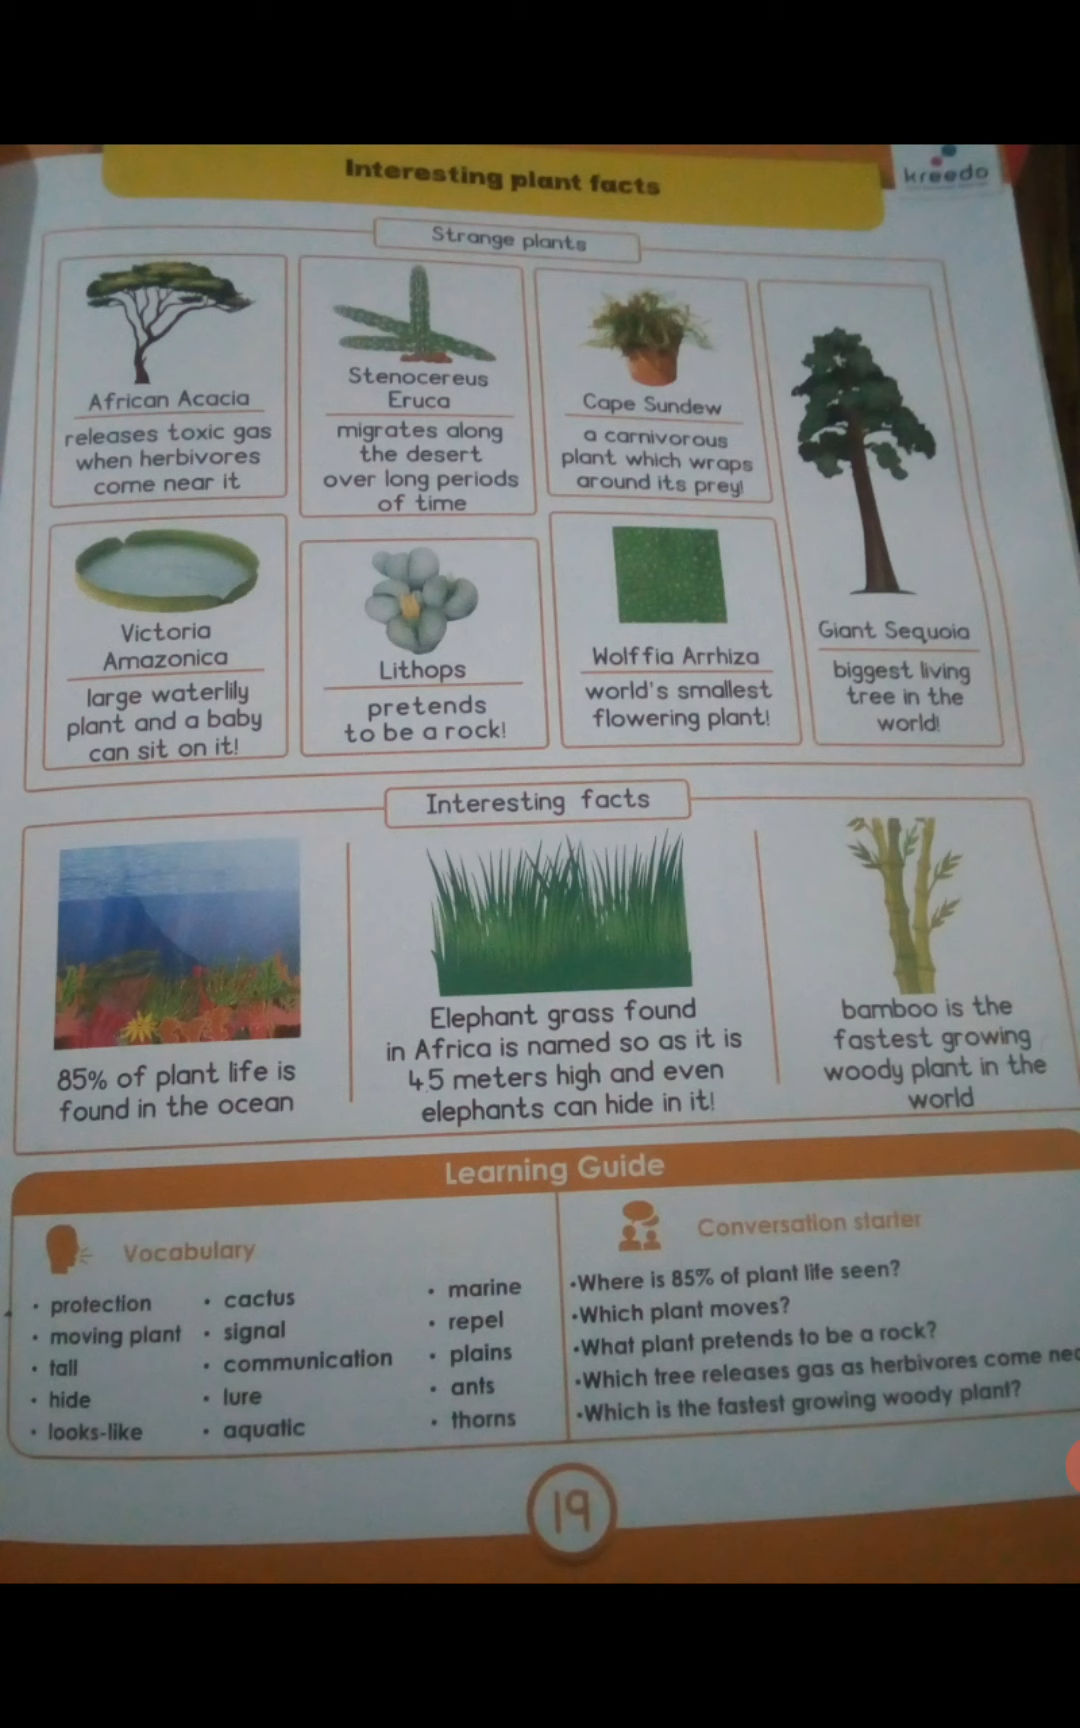 Interesting plant facts
kreedo
Strange plants
African Acacia
releases toxic gas
when herbivores
come near it
Stenocereus
Eruca
migrates along
the desert
over long periods
of time
Cape Sundew
a carnivorous
plant which wraps
around its prey!
Giant Sequoia
biggest living
tree in the
world!
Victoria
Amazonica
large waterlily
plant and a baby
can sit on it!
Lithops
pretends
to be a rock!
Wolffia Arrhiza
world's smallest
flowering plant!
Interesting facts
85% of plant life is
found in the ocean
Elephant grass found
in Africa is named so as it is
4.5 meters high and even
elephants can hide in it!
bamboo is the
fastest growing
woody plant in the
world
Learning Guide
Vocabulary
• protection
• moving plant
• tall
• hide
• looks-like
• cactus
• signal
• communication
• lure
• aquatic
• marine
• repel
• plains
• ants
• thorns
Conversation starter
•Where is 85% of plant life seen?
•Which plant moves?
•What plant pretends to be a rock?
•Which tree releases gas as herbivores come
•Which is the fastest growing woody plant?
19